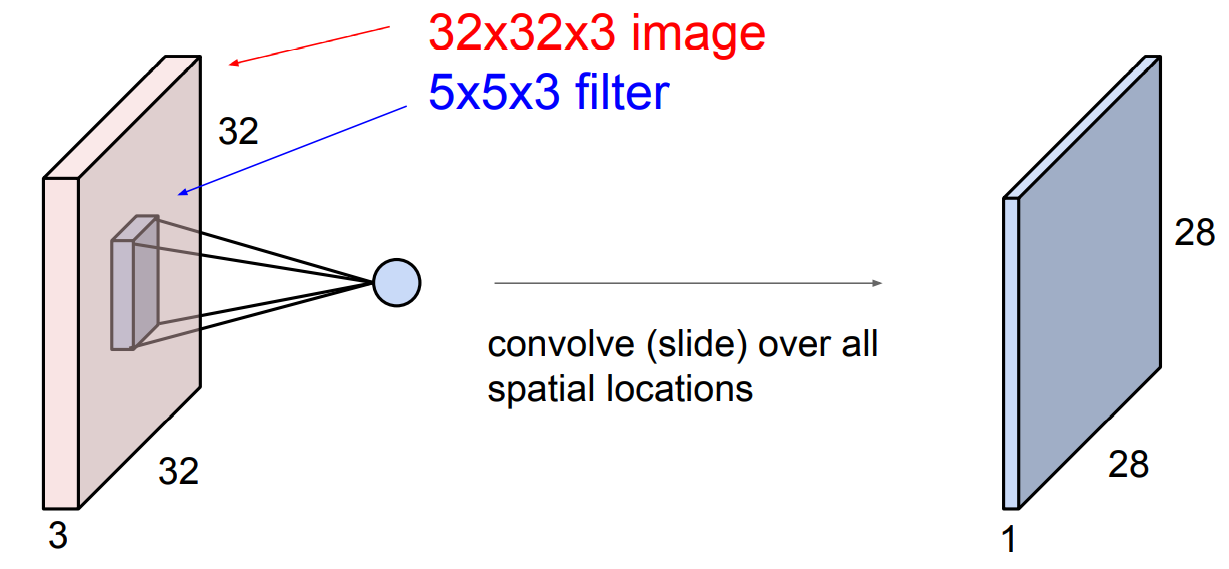 32x32x3 image
5x5x3 filter
32
32
3
convolve (slide) over all
spatial locations
28
28
1